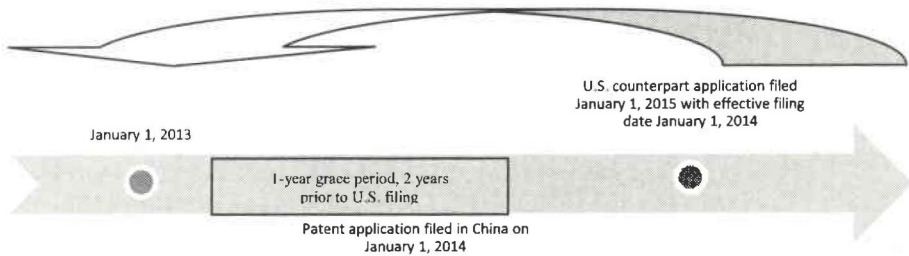 U.S. counterpart application filed
January 1, 2015 with effective filing
date January 1, 2014
January 1, 2013
1-year grace period, 2 years
prior to U.S. filing
Patent application filed in China on
January 1, 2014